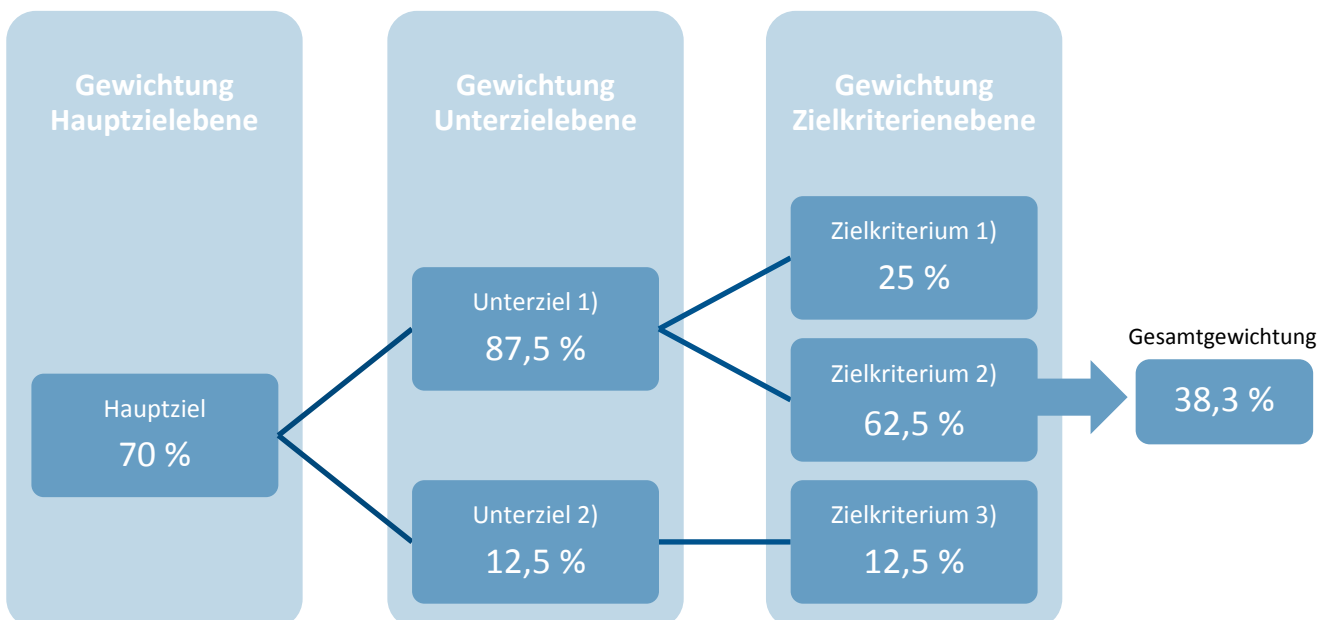 Gewichtung
Hauptzielebene
Gewichtung
Unterzielebene
Gewichtung
Zielkriterienebene
Hauptziel
70 %
Unterziel 1)
87,5 %
Unterziel 2)
12,5 %
Zielkriterium 1)
25 %
Zielkriterium 2)
62,5 %
Zielkriterium 3)
12,5 %
Gesamtgewichtung
38,3 %